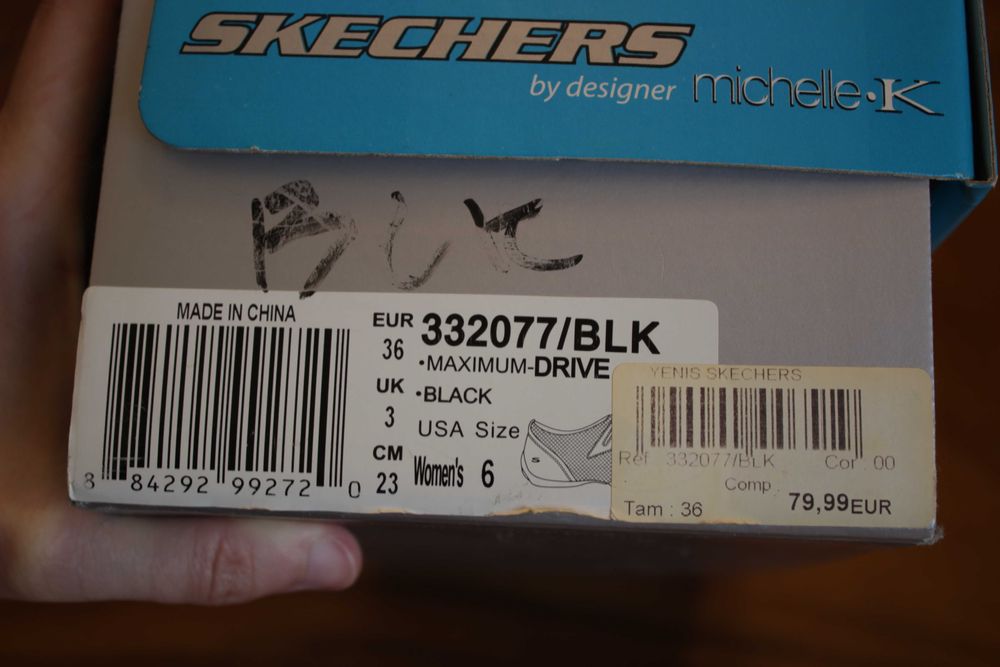 SKECHERS
by designer michelle·K
BLK
MADE IN CHINA
8 84292 99272 0
EUR
36
UK
3
CM
23
332077/BLK
•MAXIMUM-DRIVE
•BLACK
USA Size
Women's 6
YENIS SKECHERS
Ref 332077/BLK Cor : 00
Comp
Tam : 36 79,99EUR